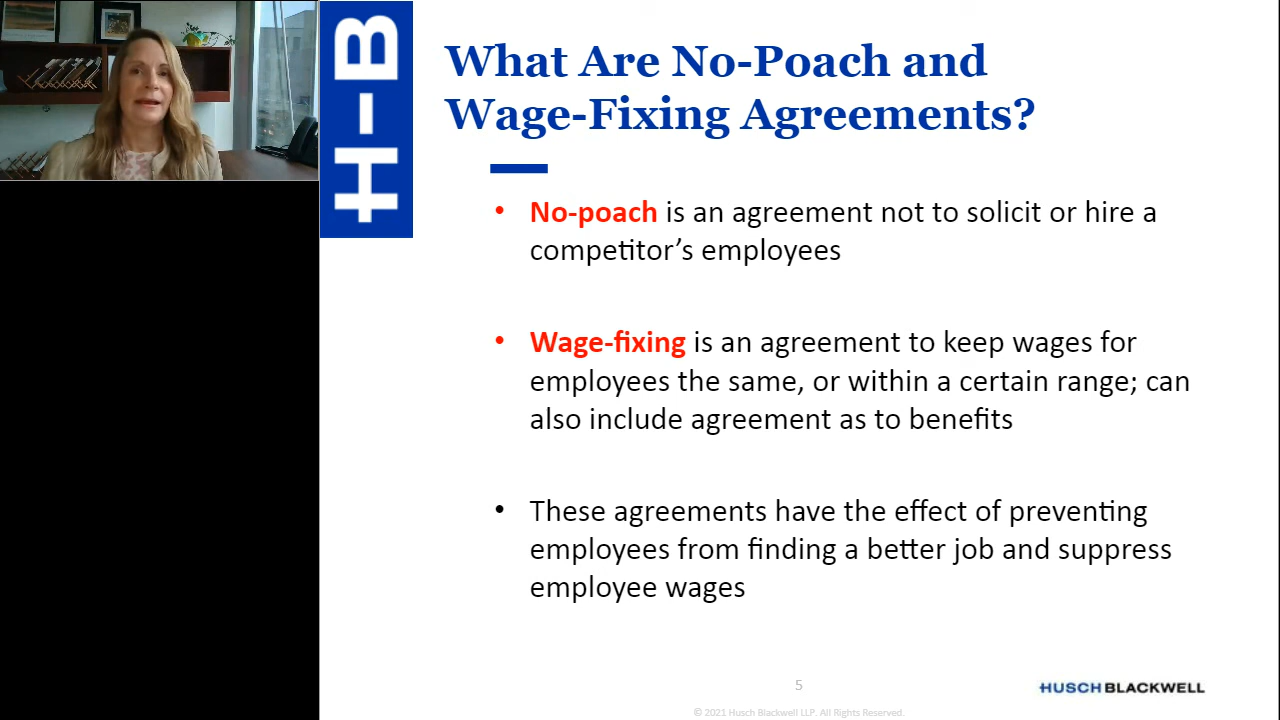 H-B
What Are No-Poach and
Wage-Fixing Agreements?
• No-poach is an agreement not to solicit or hire a
competitor’s employees
• Wage-fixing is an agreement to keep wages for
employees the same, or within a certain range; can
also include agreement as to benefits
• These agreements have the effect of preventing
employees from finding a better job and suppress
employee wages
5
HUSCH BLACKWELL
© 2021 Husch Blackwell LLP. All Rights Reserved.